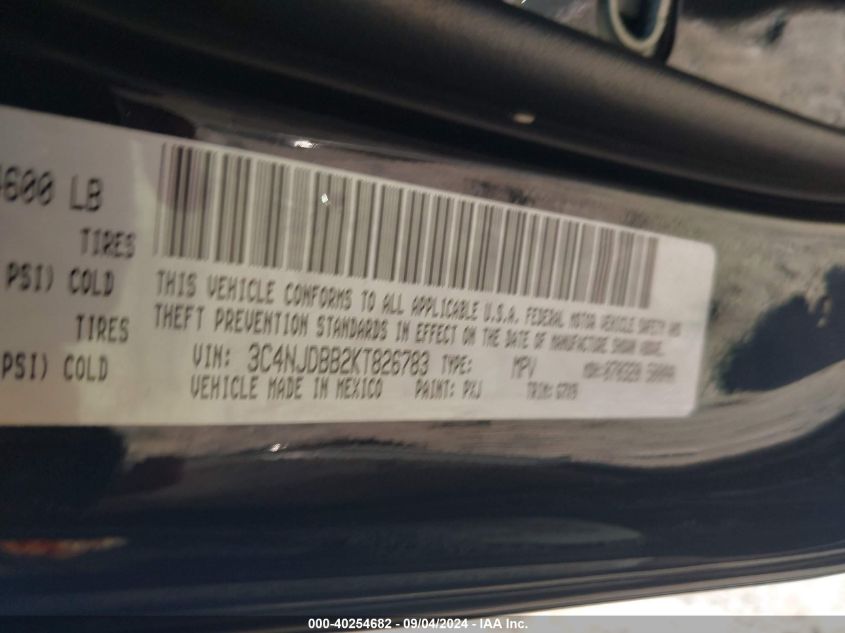 4600 LB
TIRES
PSI) COLD
TIRES
PSI) COLD
THIS VEHICLE CONFORMS TO ALL APPLICABLE U.S.A. FEDERAL MOTOR VEHICLE SAFETY AND
THEFT PREVENTION STANDARDS IN EFFECT ON THE DATE OF MANUFACTURE SHOWN ABOVE.
VIN: 3C4NJDBB2KT826783 TYPE: MPV
VEHICLE MADE IN MEXICO PAINT: PXJ TRIM:
000-40254682 - 09/04/2024 - IAA Inc.